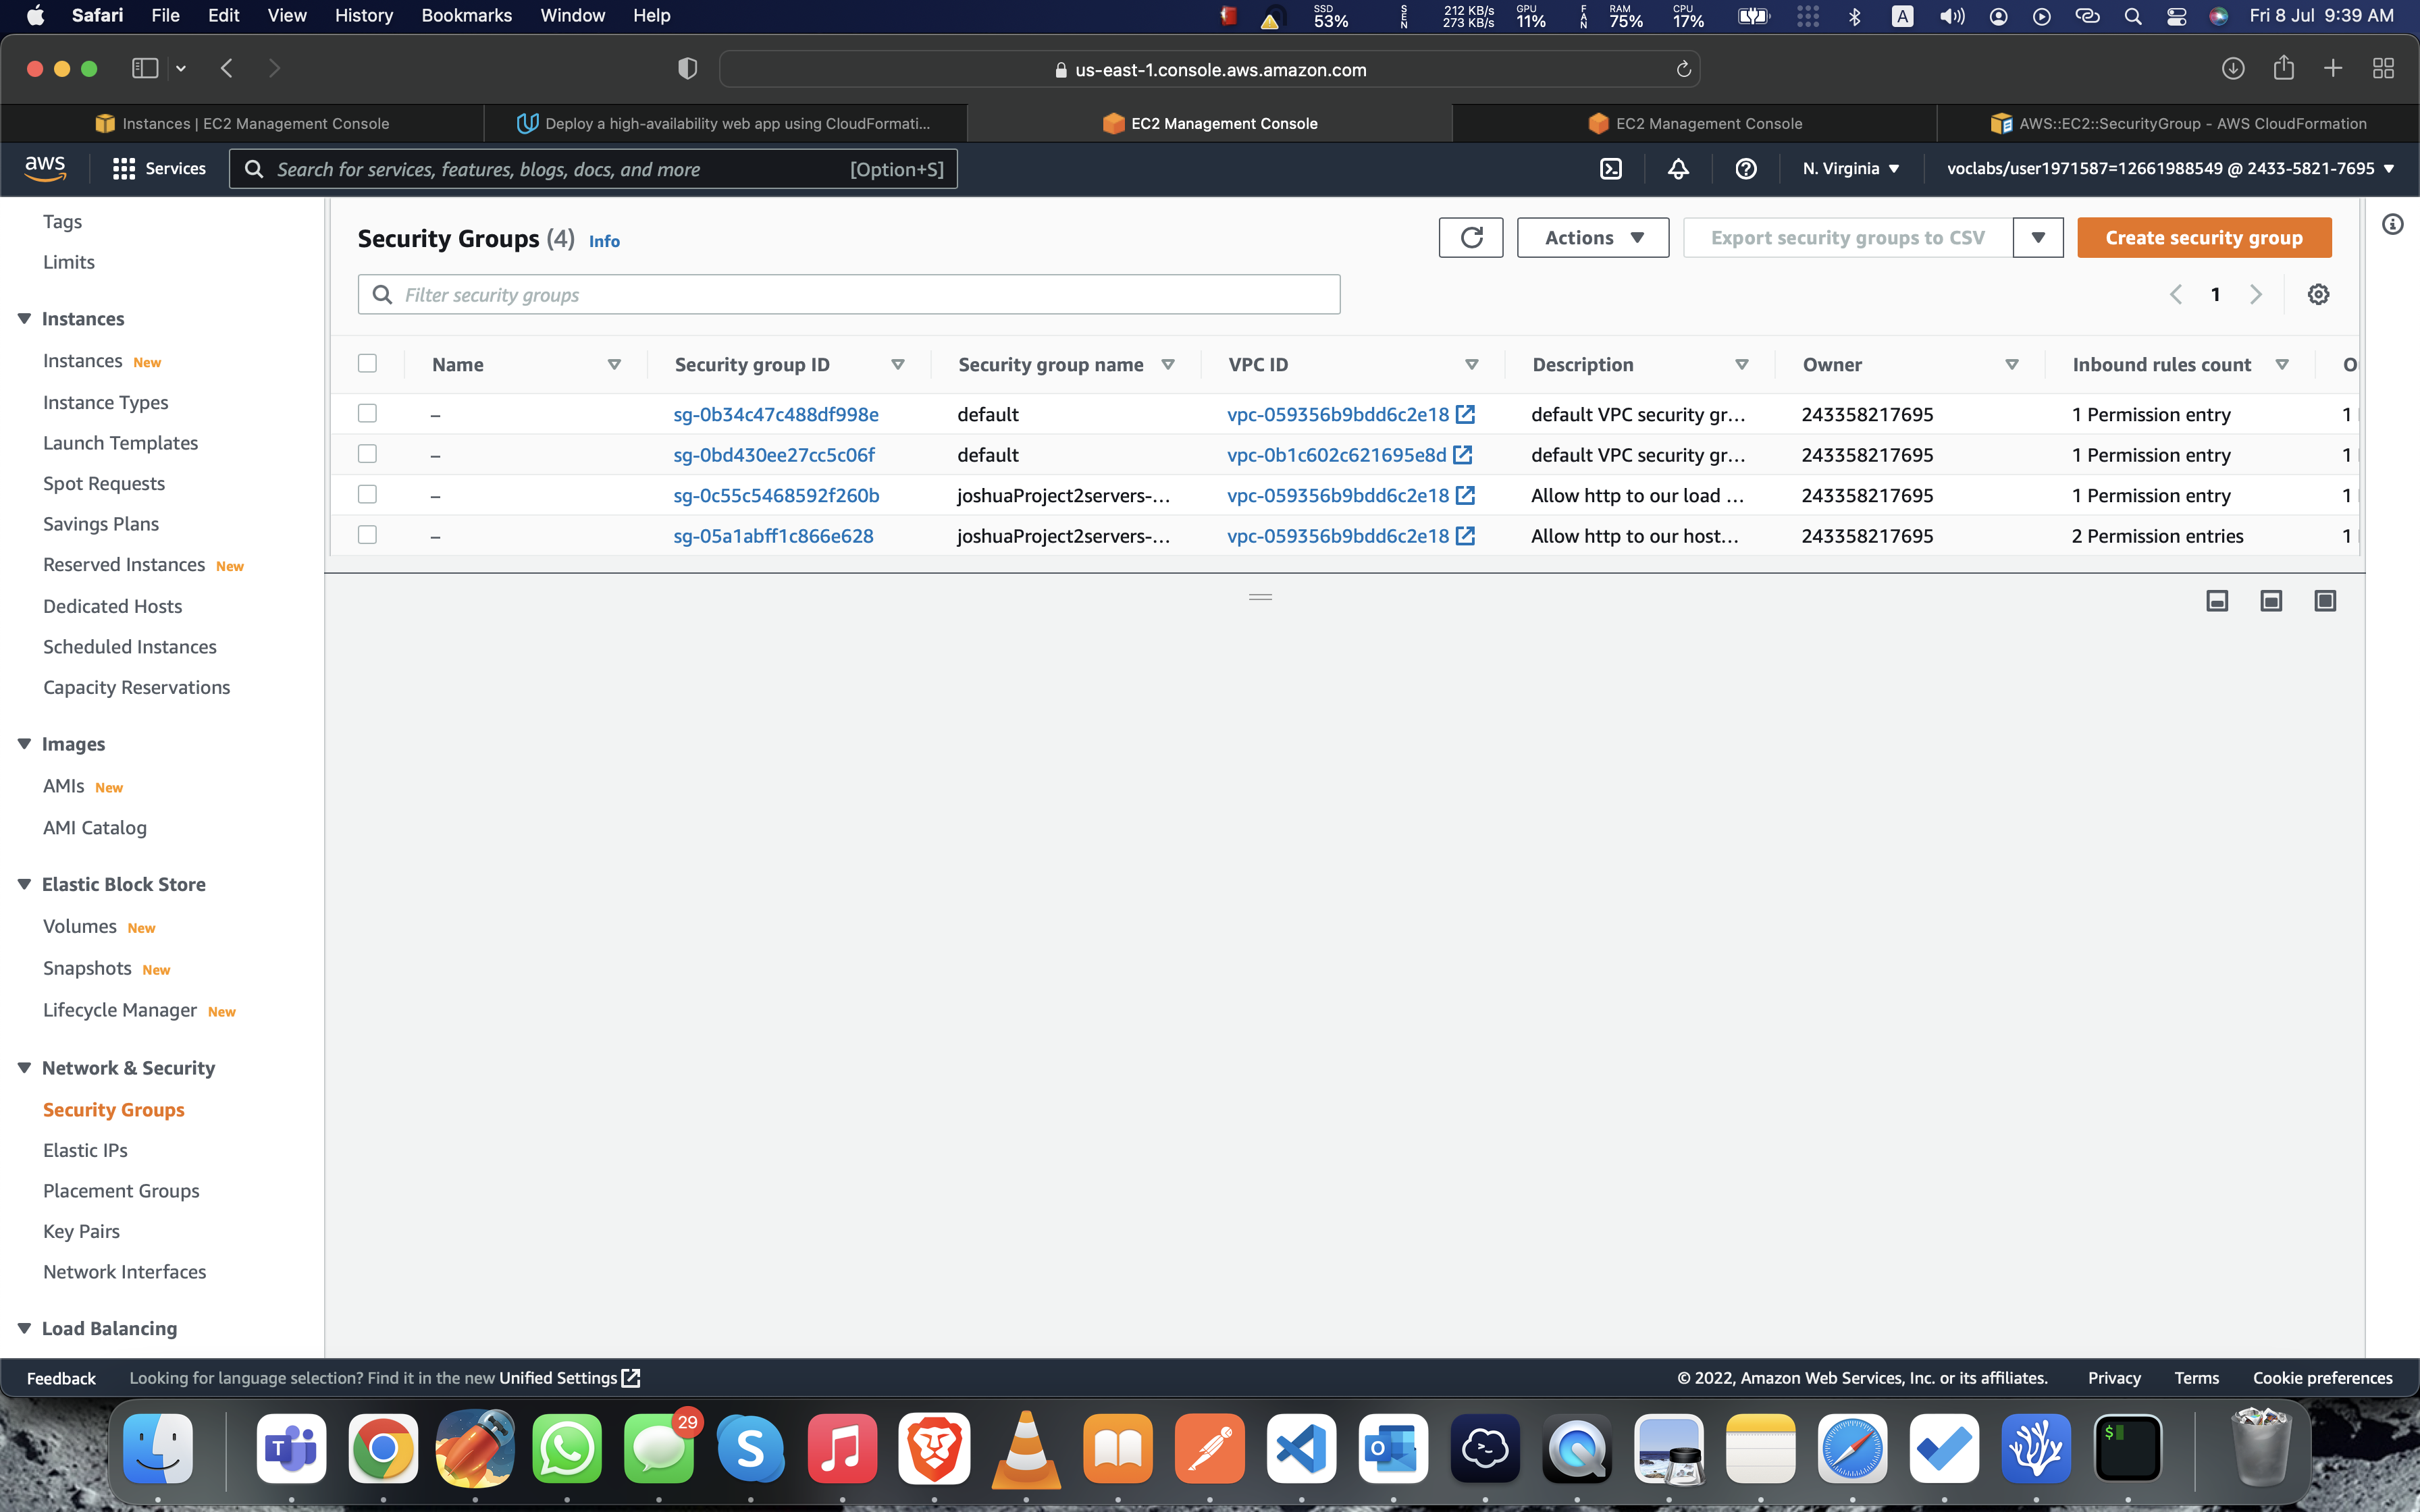 Safari File Edit View History Bookmarks Window Help SSD 53% SEN 212 KB/s 273 KB/s GPU 11% FAN RAM 75% CPU 17% A Fri 8 Jul 9:39 AM
us-east-1.console.aws.amazon.com
Instances | EC2 Management Console
Deploy a high-availability web app using CloudFormati...
EC2 Management Console
EC2 Management Console
AWS::EC2::SecurityGroup - AWS CloudFormation
aws Services Search for services, features, blogs, docs, and more [Option+S] N. Virginia voclabs/user1971587=12661988549 @ 2433-5821-7695
Tags
Limits
Instances
Instances New
Instance Types
Launch Templates
Spot Requests
Savings Plans
Reserved Instances New
Dedicated Hosts
Scheduled Instances
Capacity Reservations
Images
AMIs New
AMI Catalog
Elastic Block Store
Volumes New
Snapshots New
Lifecycle Manager New
Network & Security
Security Groups
Elastic IPs
Placement Groups
Key Pairs
Network Interfaces
Load Balancing
Security Groups (4) Info
Actions
Export security groups to CSV
Create security group
Filter security groups
1
Name Security group ID Security group name VPC ID Description Owner Inbound rules count O
– sg-0b34c47c488df998e default vpc-059356b9bdd6c2e18 default VPC security gr... 243358217695 1 Permission entry 1
– sg-0bd430ee27cc5c06f default vpc-0b1c602c621695e8d default VPC security gr... 243358217695 1 Permission entry 1
– sg-0c55c5468592f260b joshuaProject2servers-... vpc-059356b9bdd6c2e18 Allow http to our load ... 243358217695 1 Permission entry 1
– sg-05a1abff1c866e628 joshuaProject2servers-... vpc-059356b9bdd6c2e18 Allow http to our host... 243358217695 2 Permission entries 1
Feedback Looking for language selection? Find it in the new Unified Settings © 2022, Amazon Web Services, Inc. or its affiliates. Privacy Terms Cookie preferences
T 29 S O $